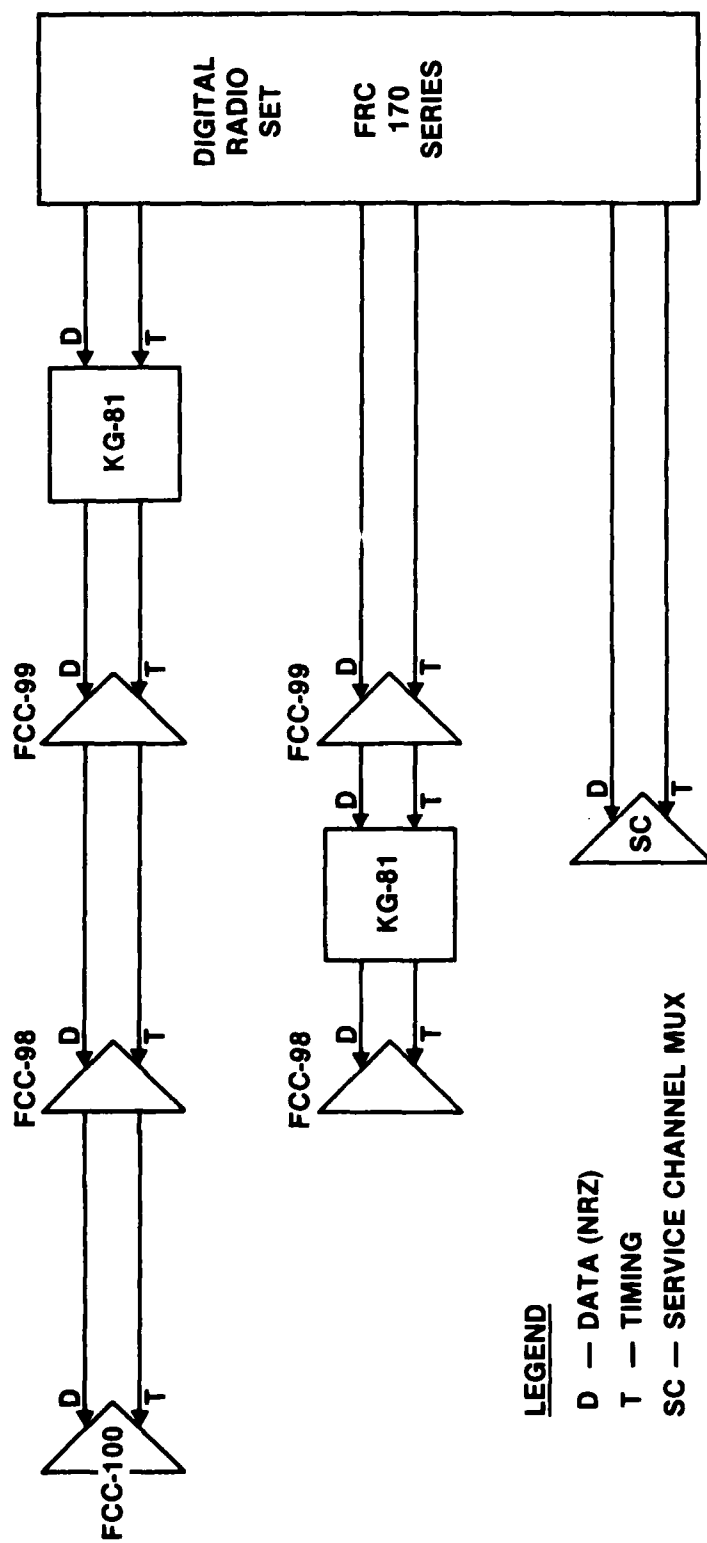 FCC-98
FCC-99
D
D
D
D
FCC-100
KG-81
T
T
T
T
DIGITAL
RADIO
SET
FRC
170
SERIES
FCC-98
FCC-99
D
D
D
KG-81
T
T
T
D
SC
T
LEGEND
D — DATA (NRZ)
T — TIMING
SC — SERVICE CHANNEL MUX